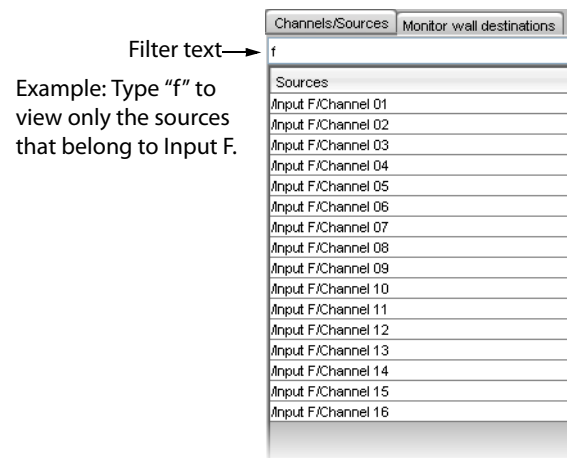 Channels/Sources
Monitor wall destinations
Filter text
f
Example: Type “f” to
view only the sources
that belong to Input F.
Sources
/Input F/Channel 01
/Input F/Channel 02
/Input F/Channel 03
/Input F/Channel 04
/Input F/Channel 05
/Input F/Channel 06
/Input F/Channel 07
/Input F/Channel 08
/Input F/Channel 09
/Input F/Channel 10
/Input F/Channel 11
/Input F/Channel 12
/Input F/Channel 13
/Input F/Channel 14
/Input F/Channel 15
/Input F/Channel 16